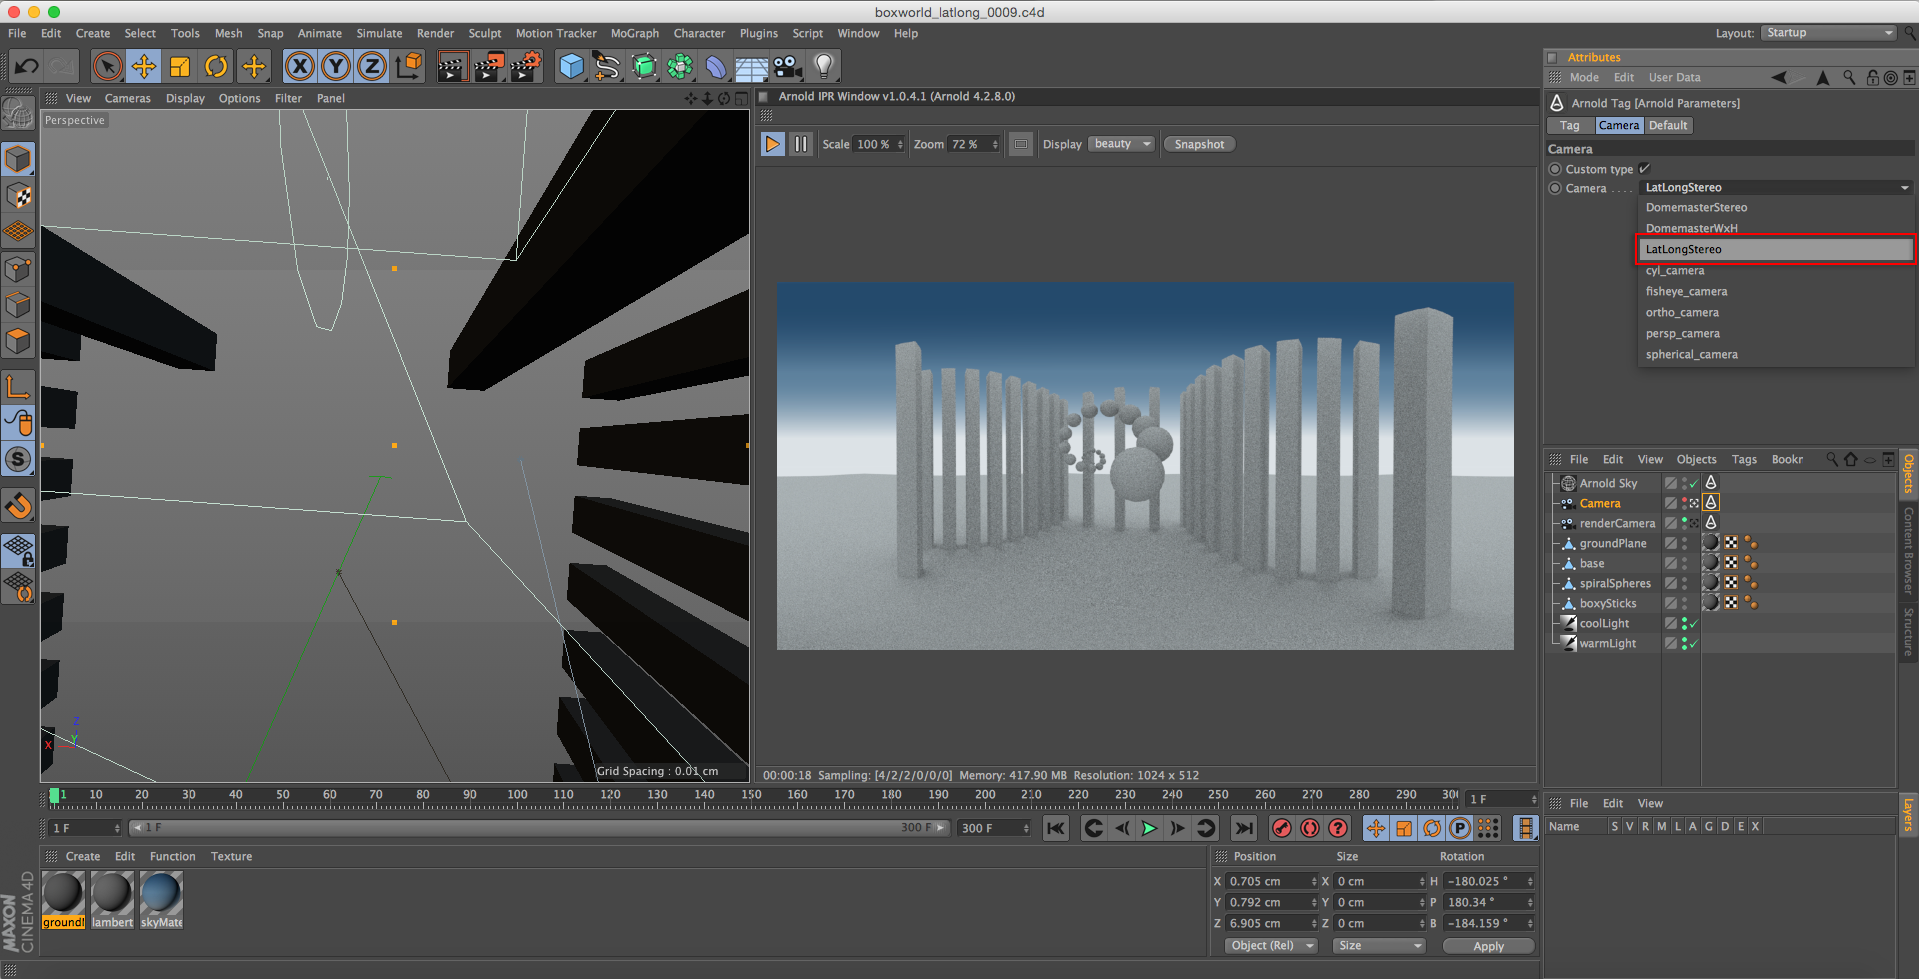 boxworld_latlong_0009.c4d
File Edit Create Select Tools Mesh Snap Animate Simulate Render Sculpt Motion Tracker MoGraph Character Plugins Script Window Help
Layout: Startup
View Cameras Display Options Filter Panel
Perspective
Grid Spacing : 0.01 cm
X Y Z
Arnold IPR Window v1.0.4.1 (Arnold 4.2.8.0)
Scale 100 % Zoom 72 % Display beauty Snapshot
00:00:18 Sampling: [4/2/2/0/0/0] Memory: 417.90 MB Resolution: 1024 x 512
Attributes
Mode Edit User Data
Arnold Tag [Arnold Parameters]
Tag Camera Default
Camera
Custom type
Camera . . . . LatLongStereo
DomemasterStereo
DomemasterWxH
LatLongStereo
cyl_camera
fisheye_camera
ortho_camera
persp_camera
spherical_camera
File Edit View Objects Tags Bookr
Arnold Sky
Camera
renderCamera
groundPlane
base
spiralSpheres
boxySticks
coolLight
warmLight
Objects
Content Browser
Structure
1 10 20 30 40 50 60 70 80 90 100 110 120 130 140 150 160 170 180 190 200 210 220 230 240 250 260 270 280 290 30
1 F
1 F 1 F 300 F 300 F
File Edit View
Name S V R M L A G D E X
Layers
Create Edit Function Texture
ground! lambert skyMate
MAXON
CINEMA 4D
Position Size Rotation
X 0.705 cm X 0 cm H -180.025 °
Y 0.792 cm Y 0 cm P 180.34 °
Z 6.905 cm Z 0 cm B -184.159 °
Object (Rel) Size Apply